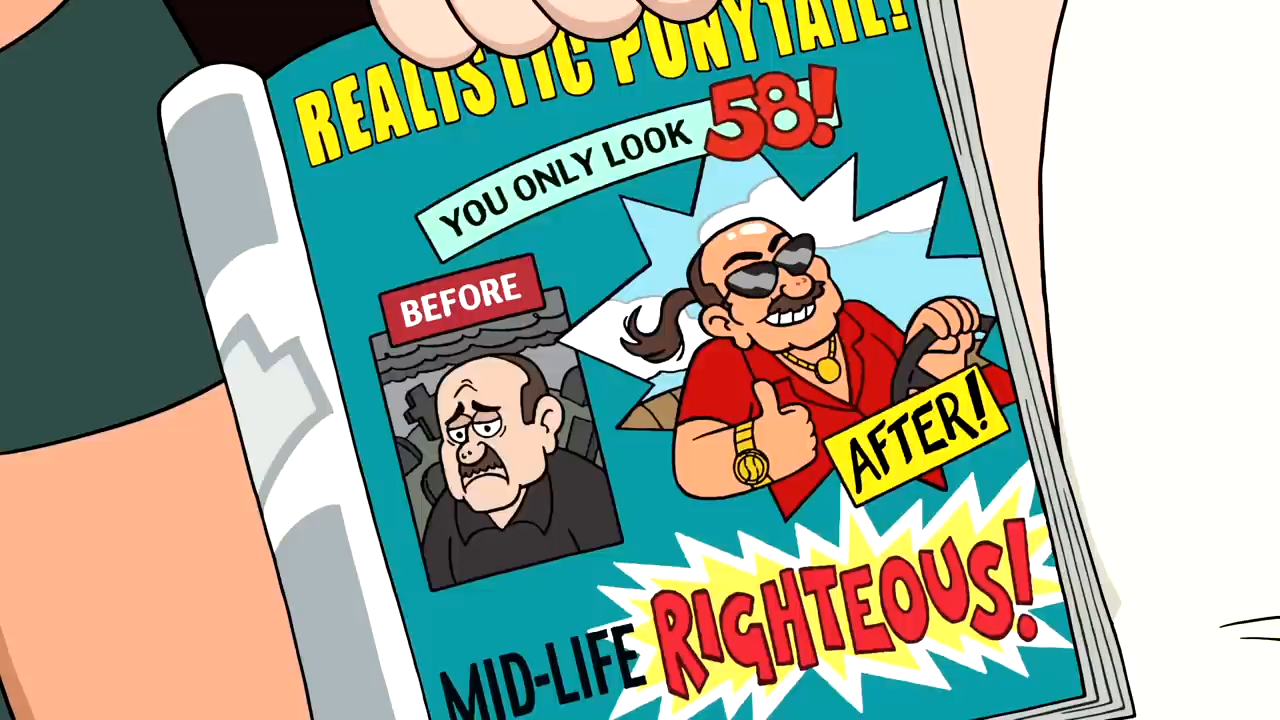 REALISTIC PONYTAIL!
YOU ONLY LOOK 58!
BEFORE
AFTER!
MID-LIFE RIGHTEOUS!